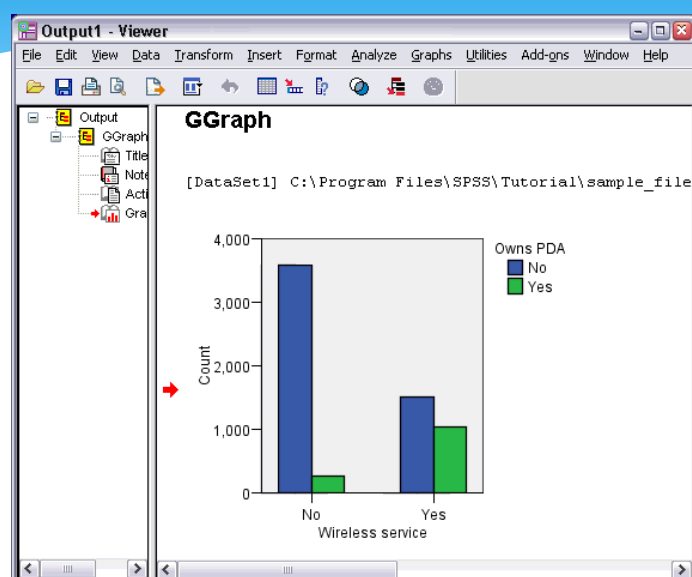 Output1 - Viewer
File Edit View Data Transform Insert Format Analyze Graphs Utilities Add-ons Window Help
Output
GGraph
Title
Note
Acti
Gra
GGraph
[DataSet1] C:\Program Files\SPSS\Tutorial\sample_file
4,000
3,000
2,000
1,000
0
Count
No
Yes
Wireless service
Owns PDA
No
Yes